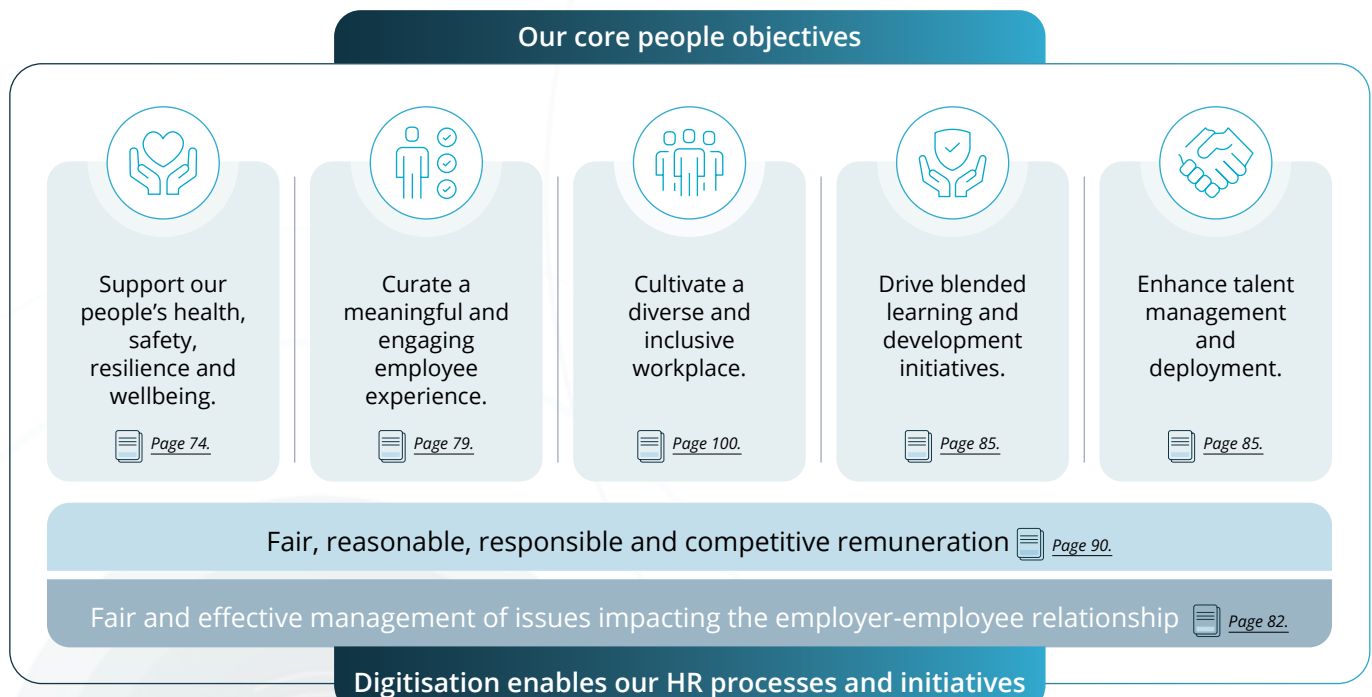 Our core people objectives
Support our
people’s health,
safety,
resilience and
wellbeing.
Page 74.
Curate a
meaningful and
engaging
employee
experience.
Page 79.
Cultivate a
diverse and
inclusive
workplace.
Page 100.
Drive blended
learning and
development
initiatives.
Page 85.
Enhance talent
management
and
deployment.
Page 85.
Fair, reasonable, responsible and competitive remuneration Page 90.
Fair and effective management of issues impacting the employer-employee relationship Page 82.
Digitisation enables our HR processes and initiatives